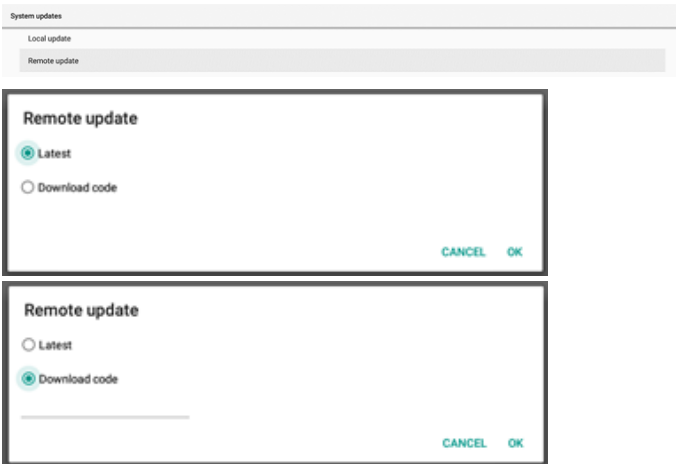 System updates
Local update
Remote update
Remote update
Latest
Download code
CANCEL OK
Remote update
Latest
Download code
CANCEL OK